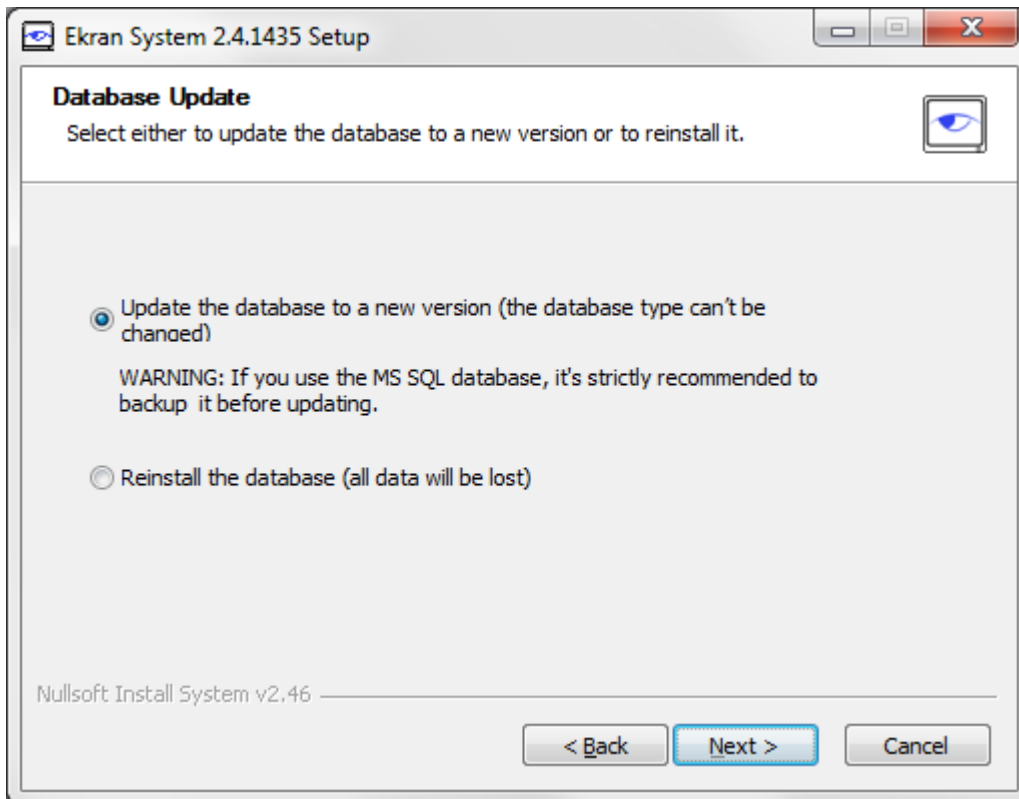 Ekran System 2.4.1435 Setup
Database Update
Select either to update the database to a new version or to reinstall it.
Update the database to a new version (the database type can't be
changed)
WARNING: If you use the MS SQL database, it's strictly recommended to
backup  it before updating.
Reinstall the database (all data will be lost)
Nullsoft Install System v2.46
< Back
Next >
Cancel